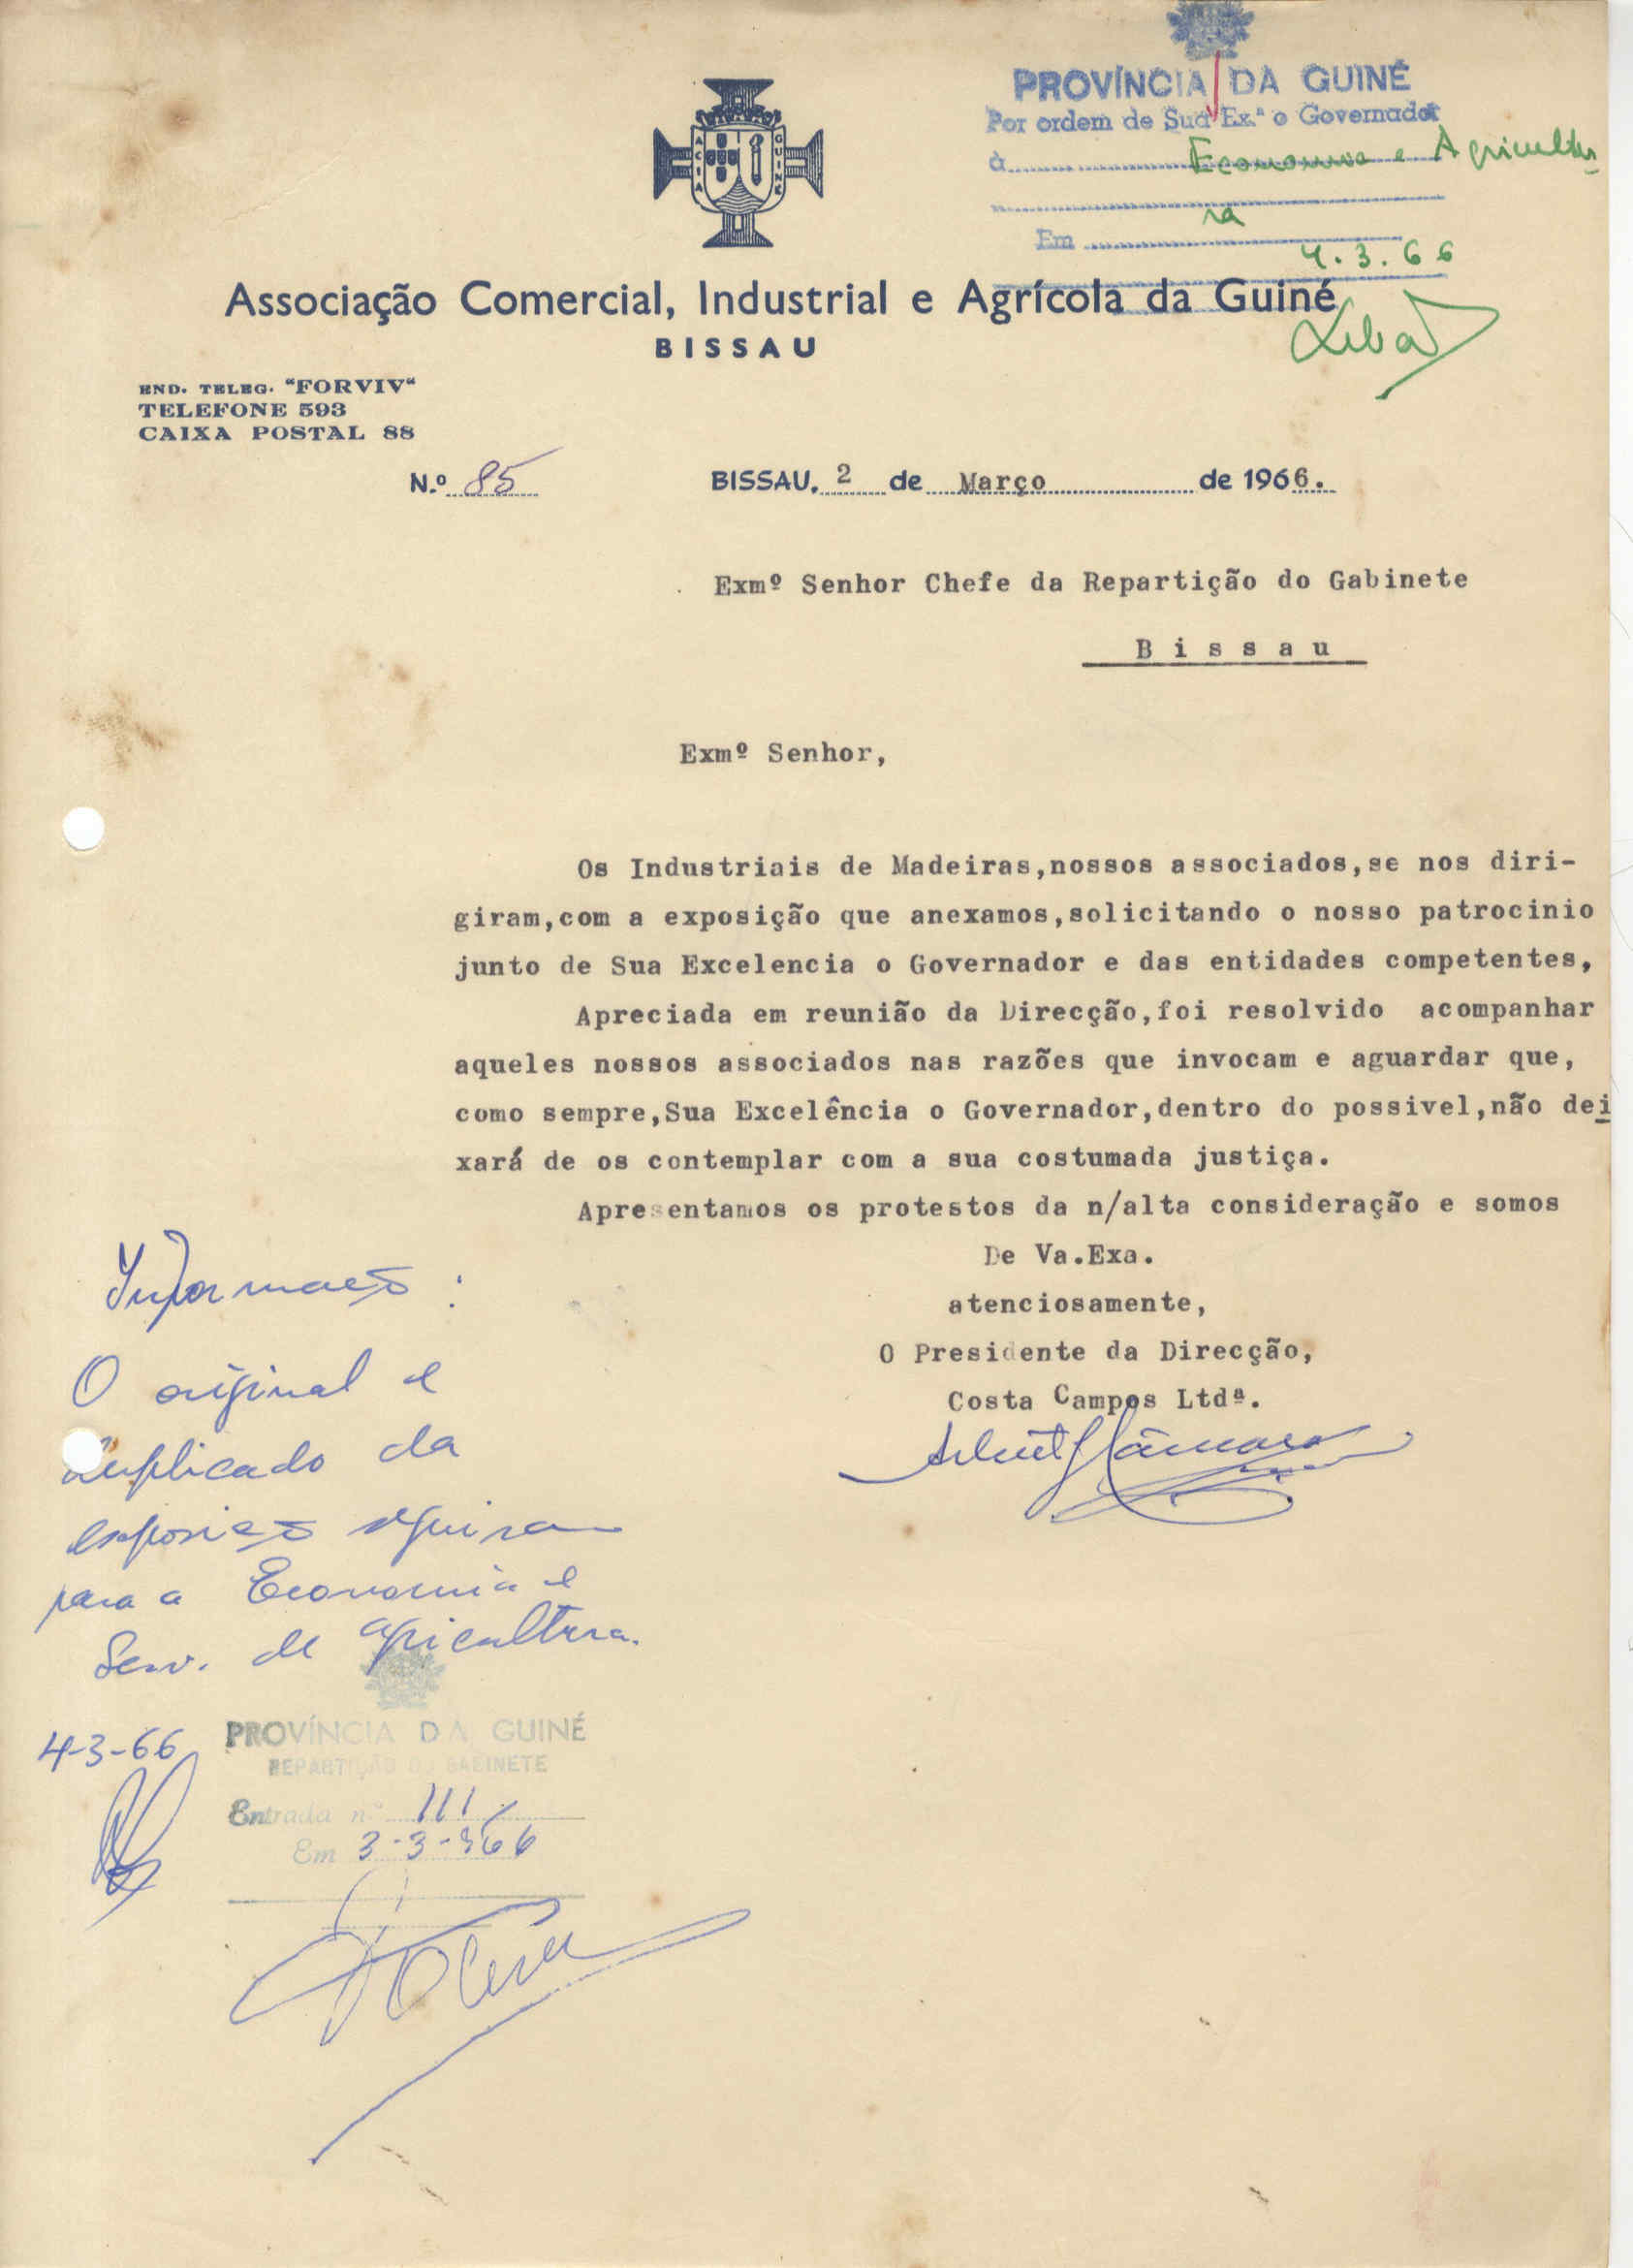 PROVÍNCIA DA GUINÉ
Por ordem de Sua Ex.ª o Governador
à Economia e Agricultu-
ra
Em 4.3.66
ACIA GUINÉ
Associação Comercial, Industrial e Agrícola da Guiné
BISSAU
END. TELEG. "FORVIV"
TELEFONE 593
CAIXA POSTAL 88
N.º 85
BISSAU, 2 de Março de 1966.
Exmº Senhor Chefe da Repartição do Gabinete
Bissau
Exmº Senhor,
Os Industriais de Madeiras,nossos associados,se nos diri-
giram,com a exposição que anexamos,solicitando o nosso patrocinio
junto de Sua Excelencia o Governador e das entidades competentes,
Apreciada em reunião da Direcção,foi resolvido acompanhar
aqueles nossos associados nas razões que invocam e aguardar que,
como sempre,Sua Excelência o Governador,dentro do possivel,não dei
xará de os contemplar com a sua costumada justiça.
Apresentamos os protestos da n/alta consideração e somos
De Va.Exa.
atenciosamente,
O Presidente da Direcção,
Costa Campos Ltdª.
Informação:
O original e
duplicado da
exposição seguiram
para a Economia e
Serv. de agricultura.
4-3-66
PROVÍNCIA DA GUINÉ
REPARTIÇÃO DO GABINETE
Entrada nº 111
Em 3-3-966